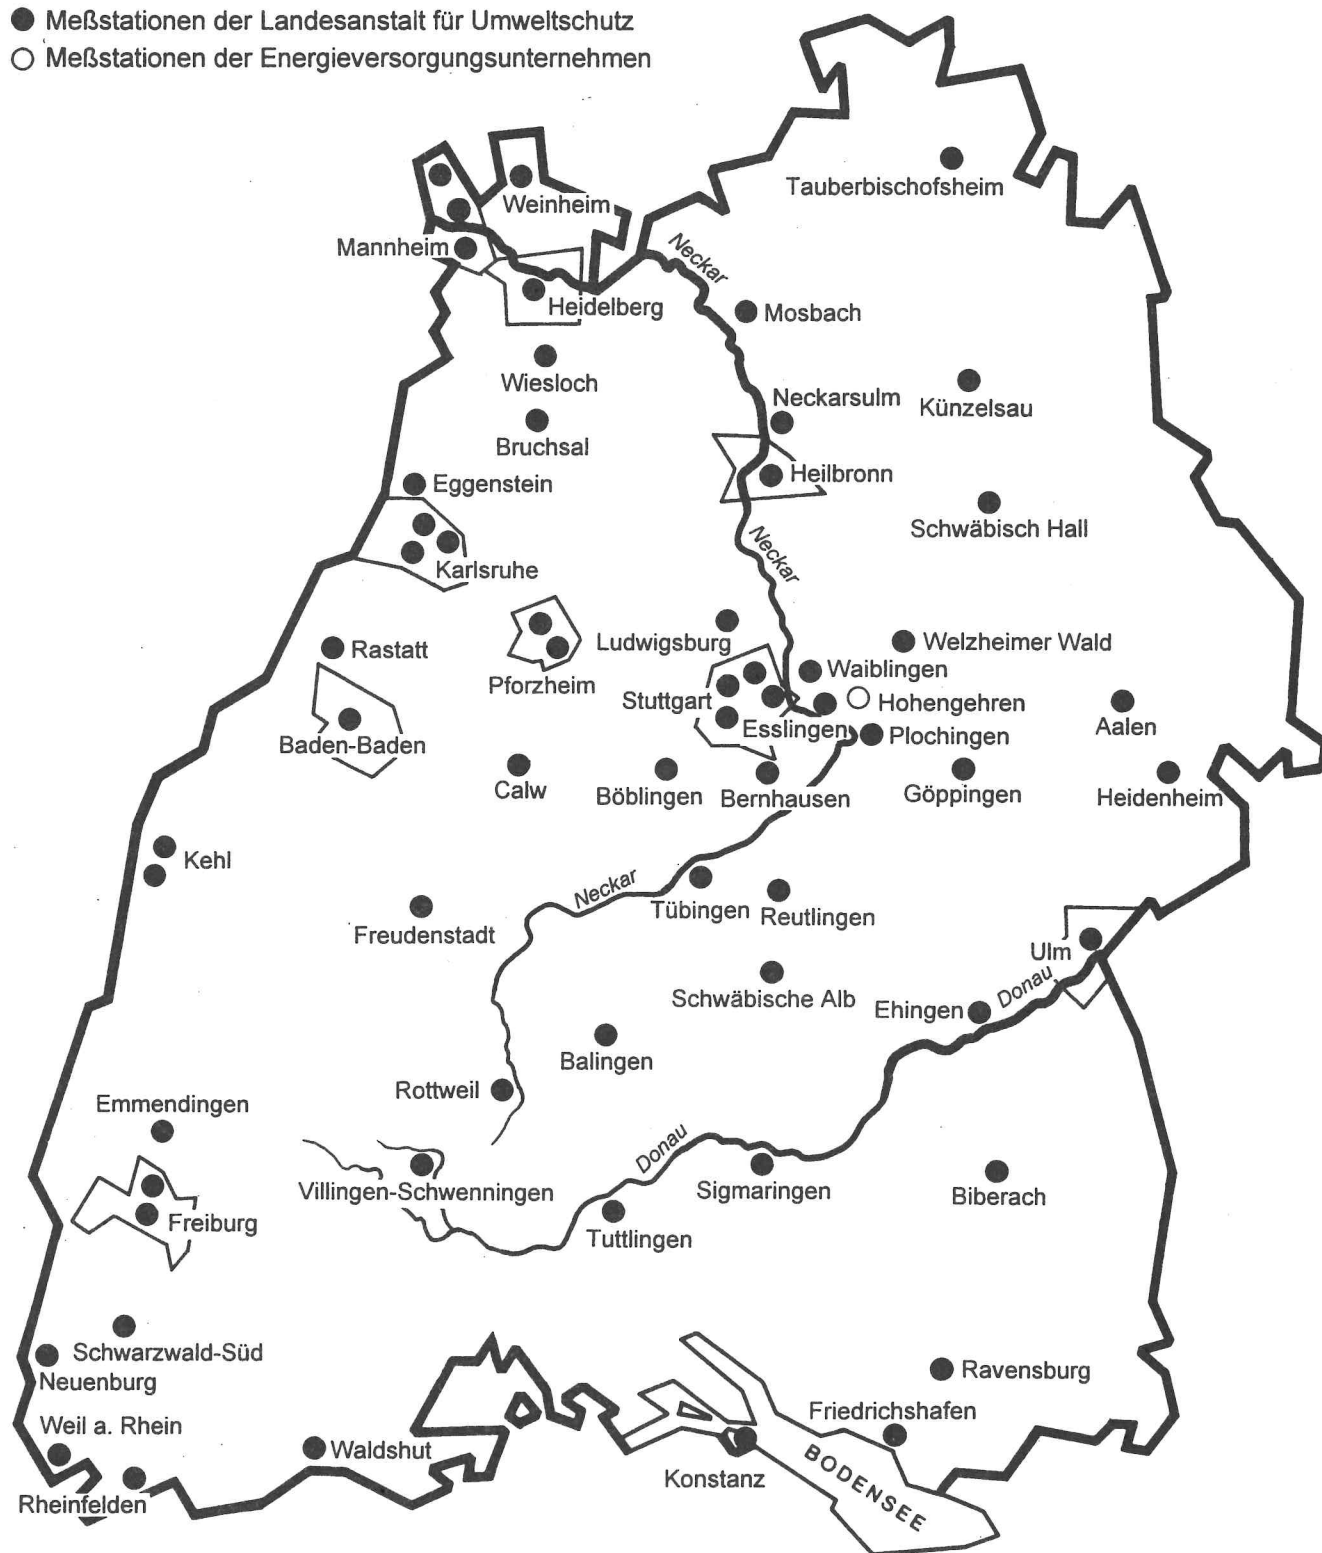 Meßstationen der Landesanstalt für Umweltschutz
Meßstationen der Energieversorgungsunternehmen
Tauberbischofsheim
Weinheim
Mannheim
Neckar
Heidelberg
Mosbach
Wiesloch
Neckarsulm
Künzelsau
Bruchsal
Heilbronn
Eggenstein
Schwäbisch Hall
Neckar
Karlsruhe
Ludwigsburg
Welzheimer Wald
Rastatt
Waiblingen
Pforzheim
Stuttgart
Hohengehren
Esslingen
Aalen
Plochingen
Baden-Baden
Calw
Böblingen
Bernhausen
Göppingen
Heidenheim
Kehl
Neckar
Tübingen
Reutlingen
Freudenstadt
Ulm
Schwäbische Alb
Donau
Ehingen
Balingen
Rottweil
Emmendingen
Donau
Villingen-Schwenningen
Sigmaringen
Biberach
Freiburg
Tuttlingen
Schwarzwald-Süd
Neuenburg
Ravensburg
Friedrichshafen
Weil a. Rhein
Waldshut
Konstanz
BODENSEE
Rheinfelden